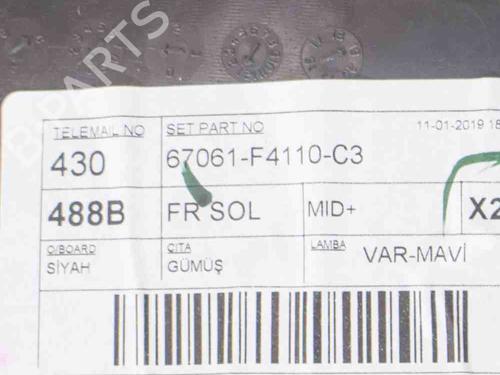 B-PARTS
TELEMAIL NO SET PART NO 11-01-2019 18
430 67061-F4110-C3
488B FR SOL MID+ X2
O/BOARD ÇITA LAMBA
SİYAH GÜMÜŞ VAR-MAVİ